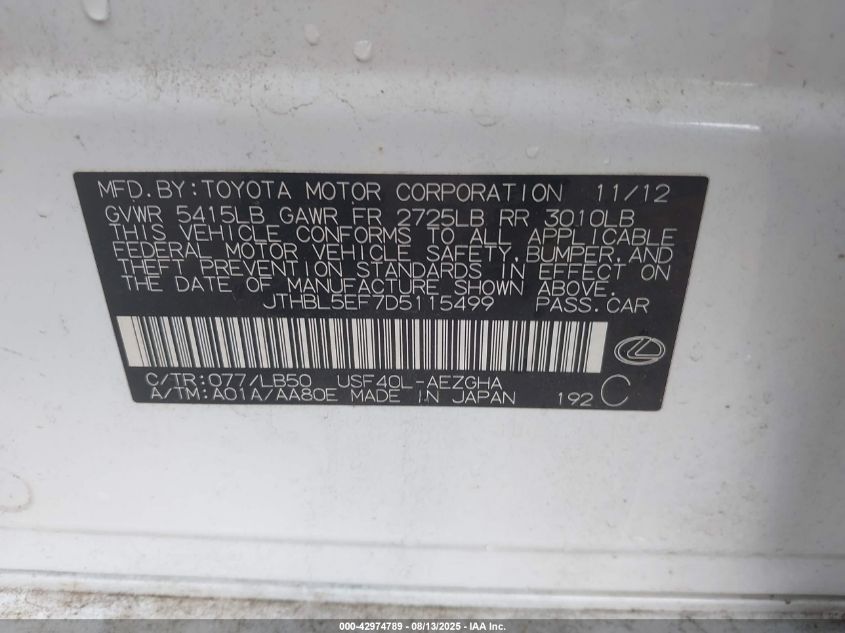 MFD.BY:TOYOTA MOTOR CORPORATION 11/12
GVWR 5415LB GAWR FR 2725LB RR 3010LB
THIS VEHICLE CONFORMS TO ALL APPLICABLE
FEDERAL MOTOR VEHICLE SAFETY,BUMPER,AND
THEFT PREVENTION STANDARDS IN EFFECT ON
THE DATE OF MANUFACTURE SHOWN ABOVE.
JTHBL5EF7D5115499 PASS.CAR
C/TR:077/LB50 USF40L-AEZGHA
A/TM:A01A/AA80E MADE IN JAPAN 192 C
000-42974789 - 08/13/2025 - IAA Inc.